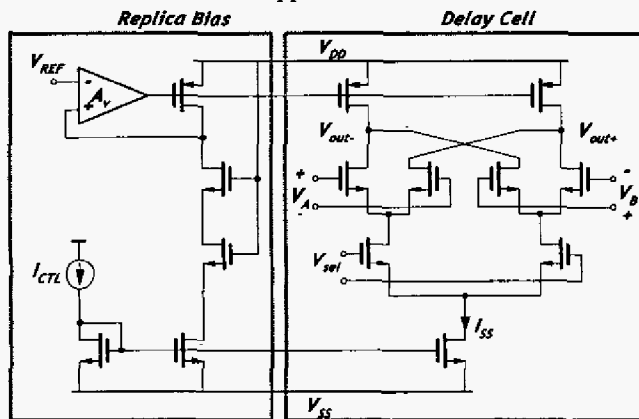 Replica Bias
Delay Cell
V_DD
V_REF
-
A_v
+
V_out-
V_out+
+
V_A
-
-
V_B
+
V_sel
I_CTL
I_SS
V_SS